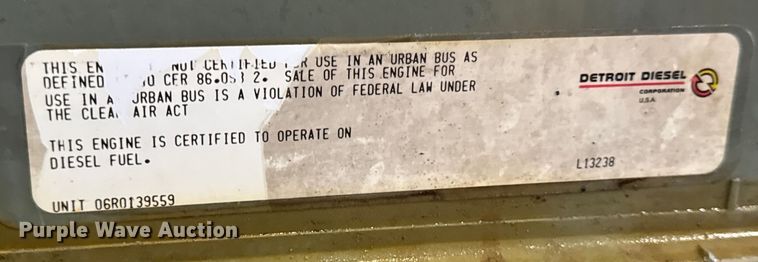 THIS EN NOT CERTIFIED FOR USE IN AN URBAN BUS AS
DEFINED CFR 86. 2. SALE OF THIS ENGINE FOR
USE IN A URBAN BUS IS A VIOLATION OF FEDERAL LAW UNDER
THE CLEA AIR ACT
THIS ENGINE IS CERTIFIED TO OPERATE ON
DIESEL FUEL.
UNIT 06R0139559
DETROIT DIESEL
CORPORATION
U.S.A.
L13238
Purple Wave Auction